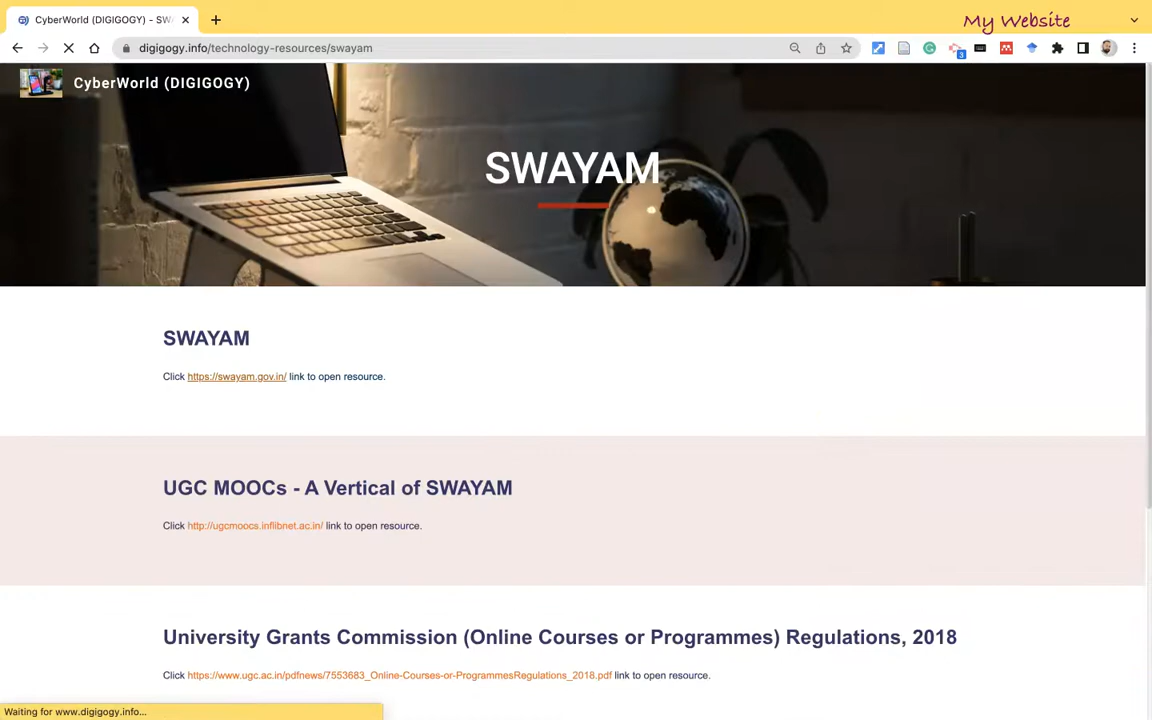 CyberWorld (DIGIGOGY) - SW
My Website
digigogy.info/technology-resources/swayam
3
CyberWorld (DIGIGOGY)
SWAYAM
SWAYAM
Click https://swayam.gov.in/ link to open resource.
UGC MOOCs - A Vertical of SWAYAM
Click http://ugcmoocs.inflibnet.ac.in/ link to open resource.
University Grants Commission (Online Courses or Programmes) Regulations, 2018
Click https://www.ugc.ac.in/pdfnews/7553683_Online-Courses-or-ProgrammesRegulations_2018.pdf link to open resource.
Waiting for www.digigogy.info...